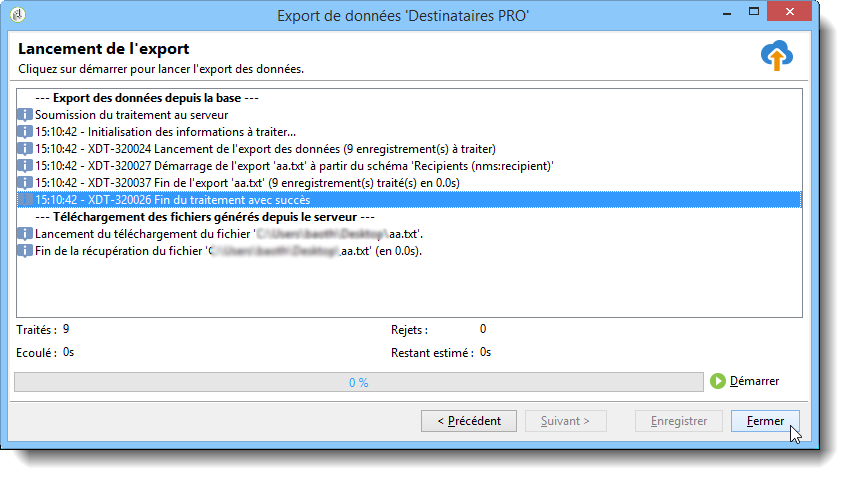 Export de données 'Destinataires PRO'
Lancement de l'export
Cliquez sur démarrer pour lancer l'export des données.
--- Export des données depuis la base ---
Soumission du traitement au serveur
15:10:42 - Initialisation des informations à traiter...
15:10:42 - XDT-320024 Lancement de l'export des données (9 enregistrement(s) à traiter)
15:10:42 - XDT-320027 Démarrage de l'export 'aa.txt' à partir du schéma 'Recipients (nms:recipient)'
15:10:42 - XDT-320037 Fin de l'export 'aa.txt' (9 enregistrement(s) traité(s) en 0.0s)
15:10:42 - XDT-320026 Fin du traitement avec succès
--- Téléchargement des fichiers générés depuis le serveur ---
Lancement du téléchargement du fichier 'aa.txt'.
Fin de la récupération du fichier 'aa.txt' (en 0.0s).
Traités : 9 Rejets : 0
Ecoulé : 0s Restant estimé : 0s
0 % Démarrer
< Précédent Suivant > Enregistrer Fermer